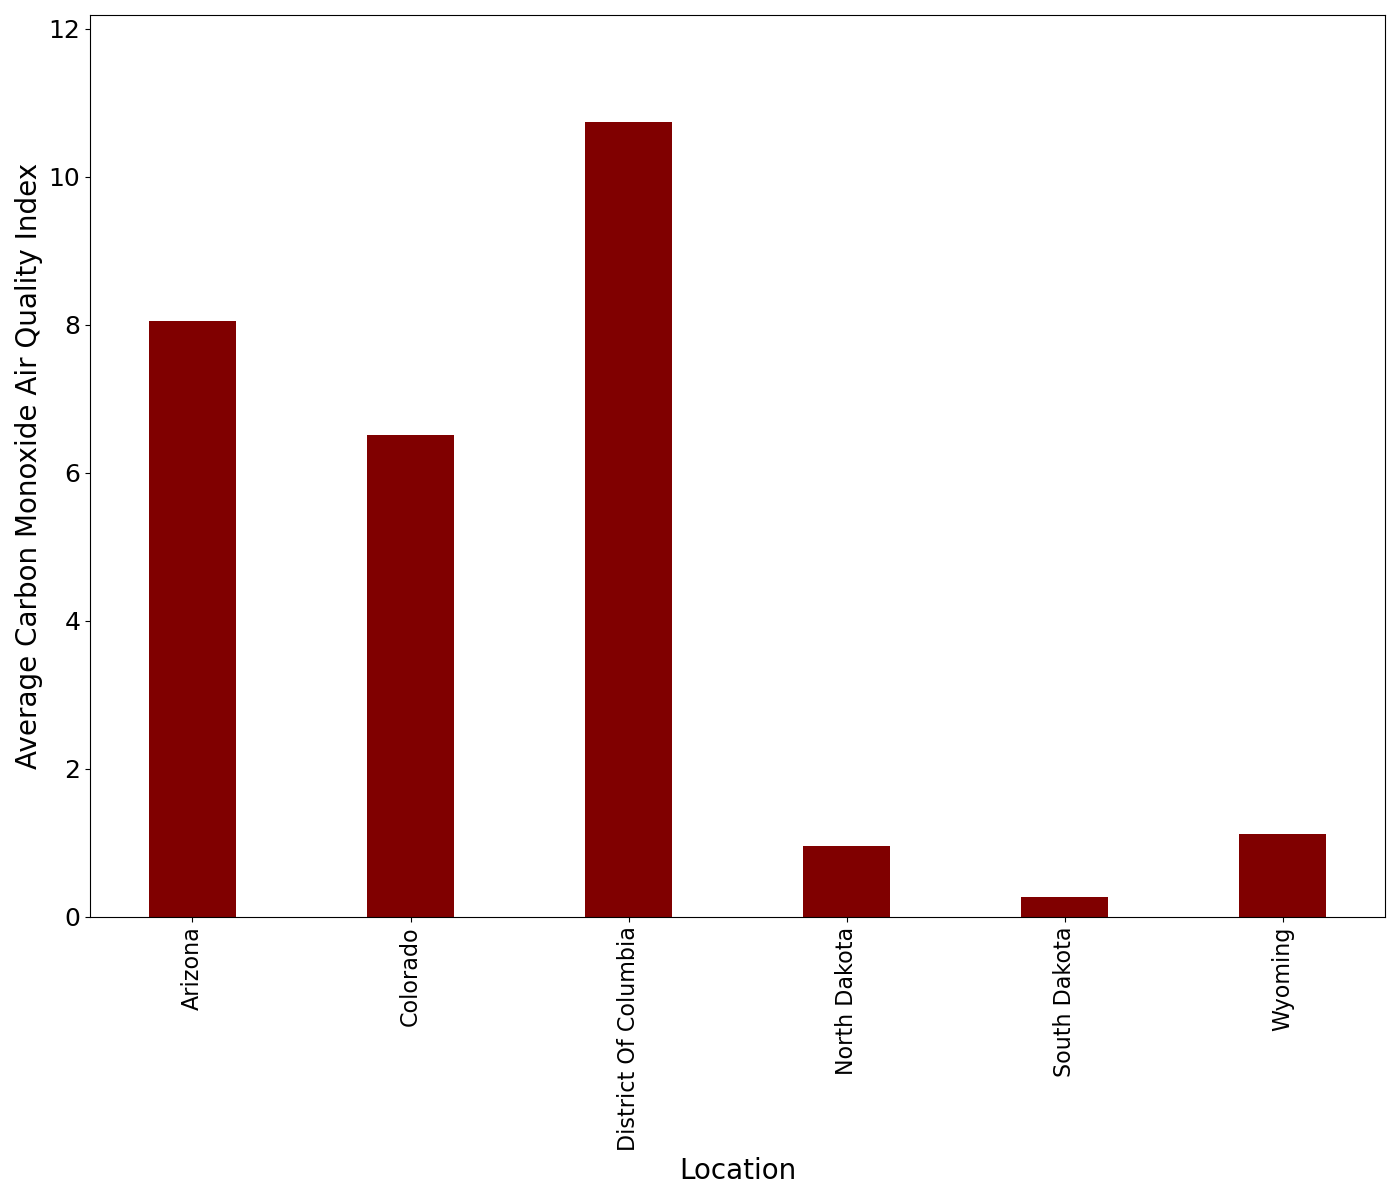 12
10
8
6
4
2
0
Average Carbon Monoxide Air Quality Index
Arizona
Colorado
District Of Columbia
North Dakota
South Dakota
Wyoming
Location